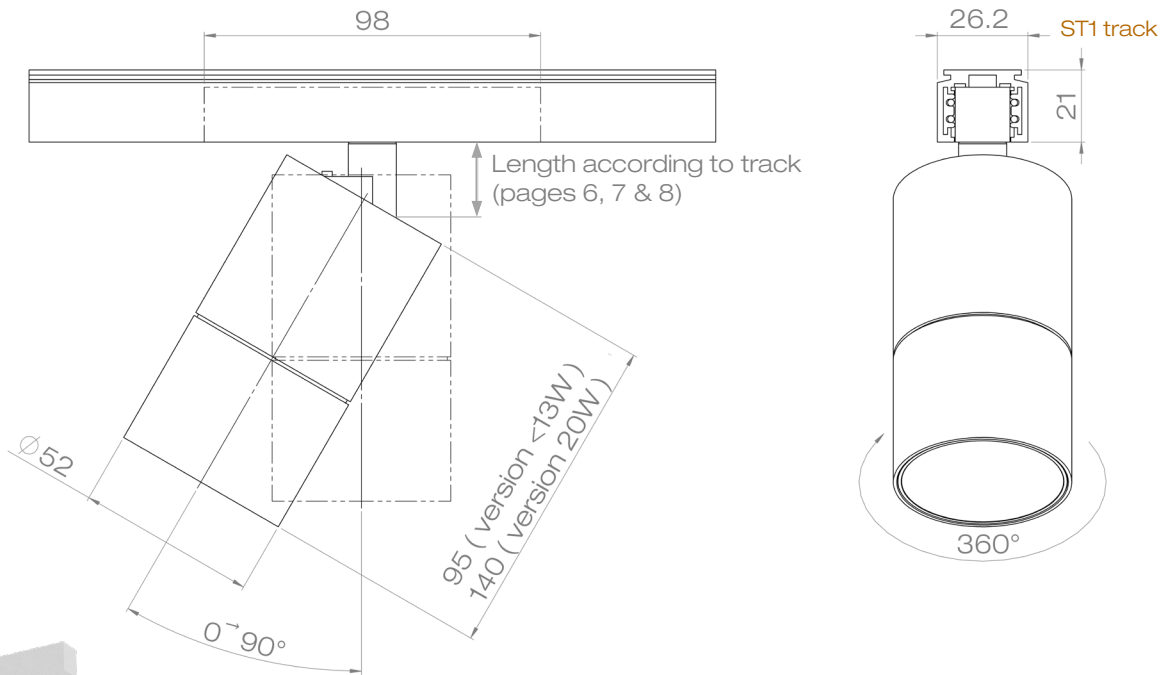 98
26.2
ST1 track
21
Length according to track
(pages 6, 7 & 8)
95 ( version <13W )
140 ( version 20W )
Ø 52
0→90°
360°